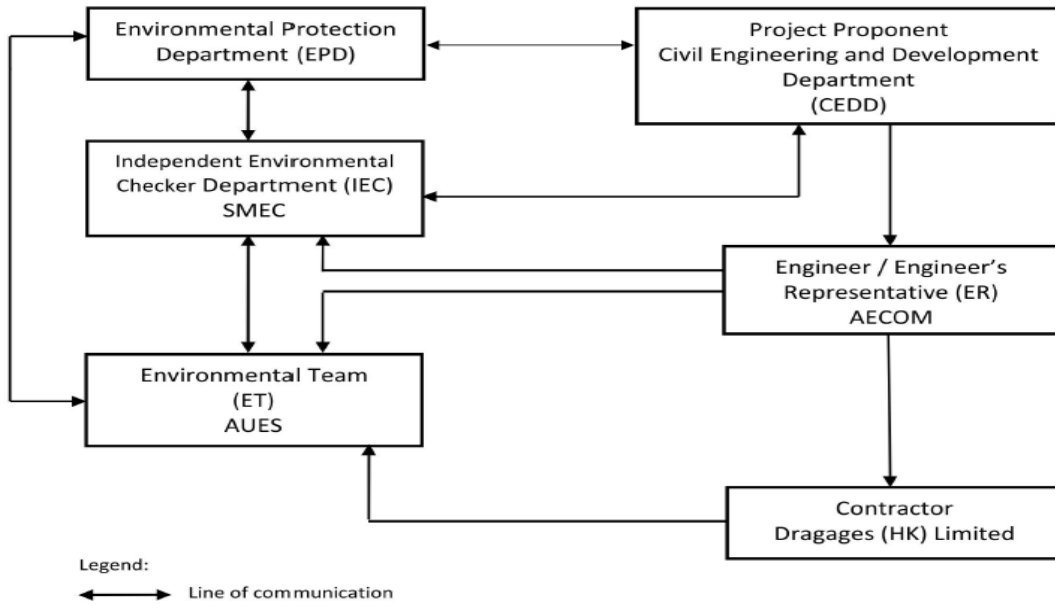 Environmental Protection
Department (EPD)
Project Proponent
Civil Engineering and Development
Department
(CEDD)
Independent Environmental
Checker Department (IEC)
SMEC
Engineer / Engineer’s
Representative (ER)
AECOM
Environmental Team
(ET)
AUES
Contractor
Dragages (HK) Limited
Legend:
Line of communication